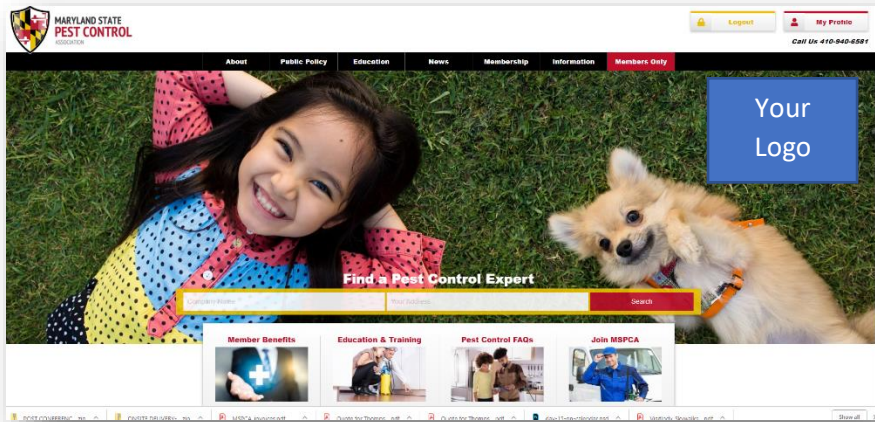 MARYLAND STATE
PEST CONTROL
ASSOCIATION
Logout
My Profile
Call Us 410-940-6581
About
Public Policy
Education
News
Membership
Information
Members Only
Your
Logo
Find a Pest Control Expert
Company Name
Your Address
Search
Member Benefits
Education & Training
Pest Control FAQs
Join MSPCA
Show all